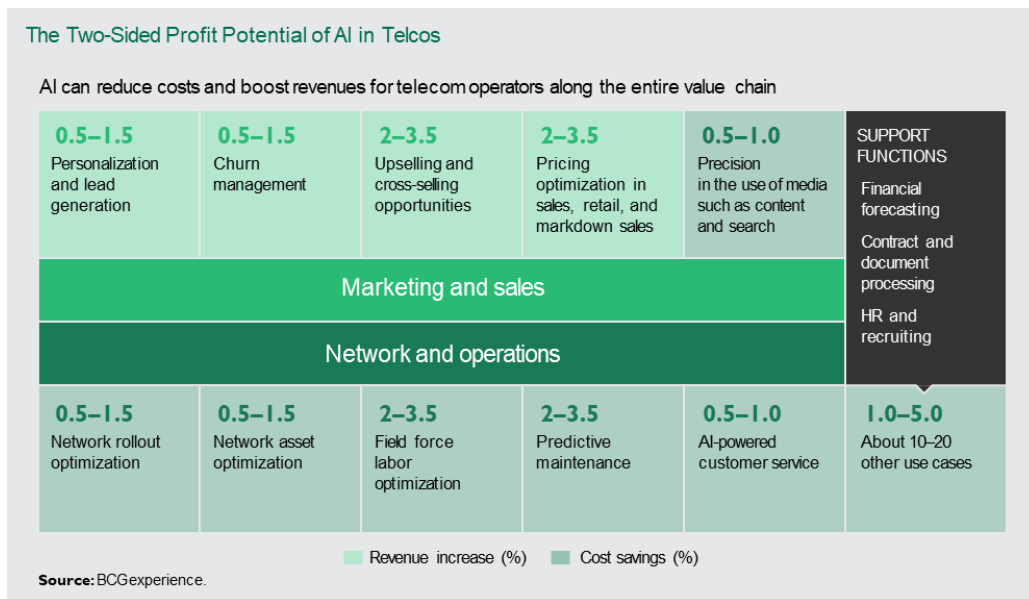 The Two-Sided Profit Potential of AI in Telcos
AI can reduce costs and boost revenues for telecom operators along the entire value chain
0.5–1.5
Personalization
and lead
generation
0.5–1.5
Churn
management
2–3.5
Upselling and
cross-selling
opportunities
2–3.5
Pricing
optimization in
sales, retail, and
markdown sales
0.5–1.0
Precision
in the use of media
such as content
and search
SUPPORT
FUNCTIONS
Financial
forecasting
Contract and
document
processing
HR and
recruiting
Marketing and sales
Network and operations
0.5–1.5
Network rollout
optimization
0.5–1.5
Network asset
optimization
2–3.5
Field force
labor
optimization
2–3.5
Predictive
maintenance
0.5–1.0
AI-powered
customer service
1.0–5.0
About 10–20
other use cases
Revenue increase (%)
Cost savings (%)
Source: BCG experience.